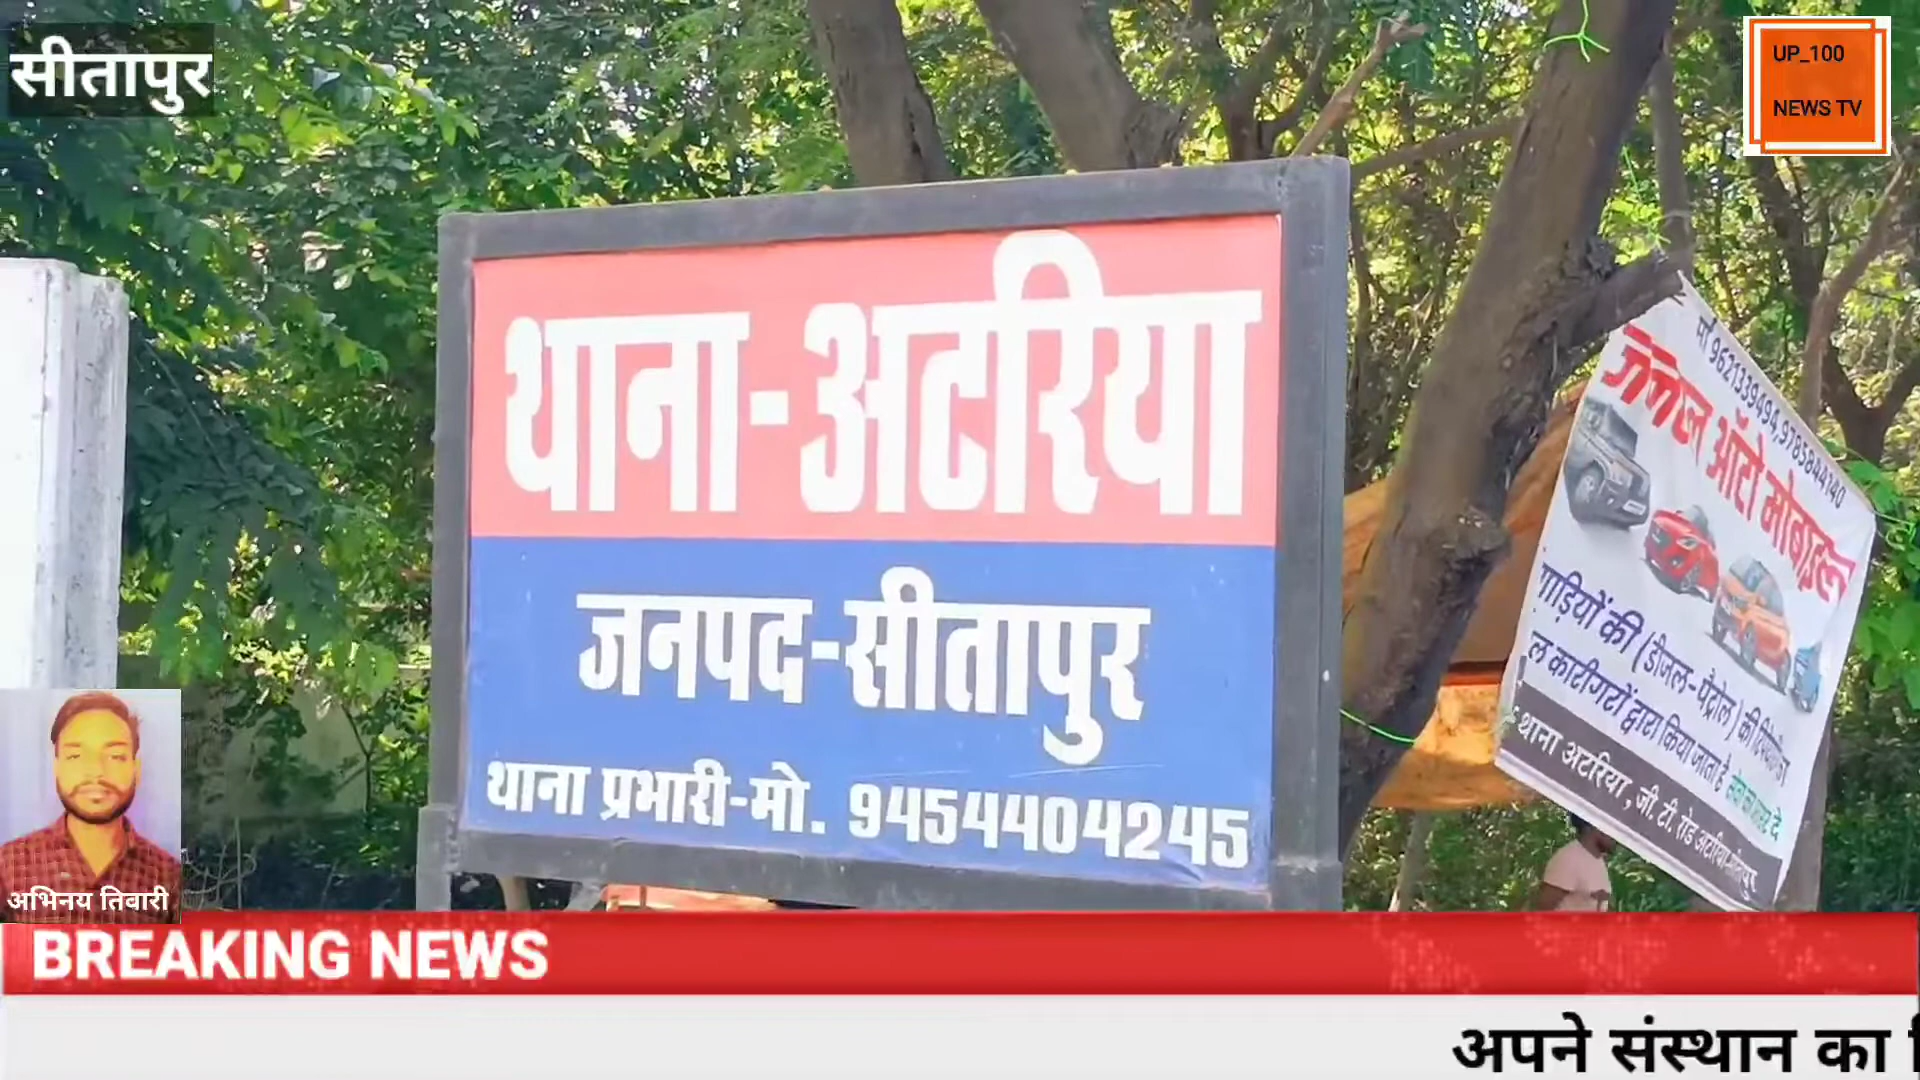 सीतापुर
UP_100
NEWS TV
थाना-अटरिया
जनपद-सीतापुर
थाना प्रभारी-मो. 9454404245
मो 9621339494,9785844140
ऑटो मोबाइल
गाड़ियों की (डीजल-पैट्रोल) की
कारीगरों द्वारा किया जाता है
थाना अटरिया, जी. टी. रोड अटरिया-सीतापुर
अभिनय तिवारी
BREAKING NEWS
अपने संस्थान का